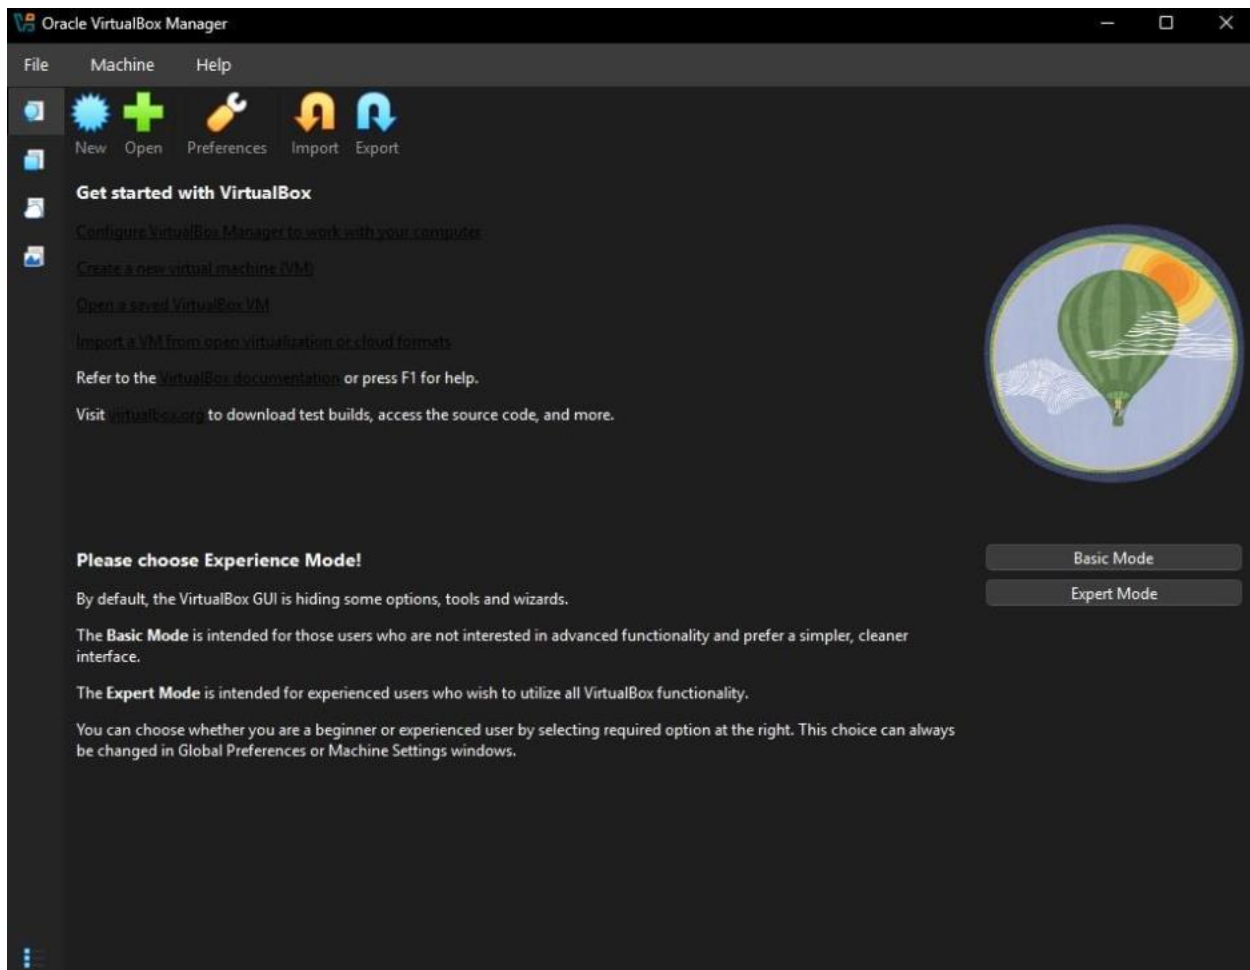 Oracle VirtualBox Manager
File Machine Help
New Open Preferences Import Export
Get started with VirtualBox
Configure VirtualBox Manager to work with your computer
Create a new virtual machine (VM)
Open a saved VirtualBox VM
Import a VM from open virtualization or cloud formats
Refer to the VirtualBox documentation or press F1 for help.
Visit virtualbox.org to download test builds, access the source code, and more.
Please choose Experience Mode!
Basic Mode
Expert Mode
By default, the VirtualBox GUI is hiding some options, tools and wizards.
The Basic Mode is intended for those users who are not interested in advanced functionality and prefer a simpler, cleaner
interface.
The Expert Mode is intended for experienced users who wish to utilize all VirtualBox functionality.
You can choose whether you are a beginner or experienced user by selecting required option at the right. This choice can always
be changed in Global Preferences or Machine Settings windows.